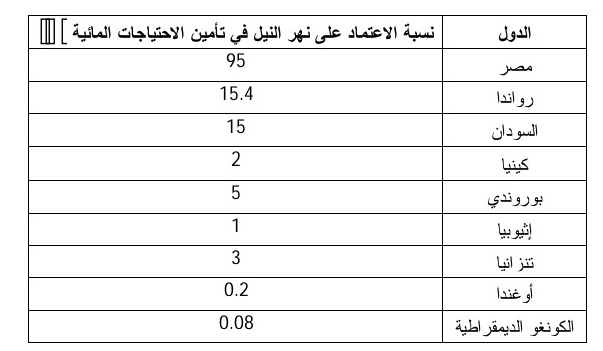 الدول نسبة الاعتماد على نهر النيل في تأمين الاحتياجات المائية
مصر 95
رواندا 15.4
السودان 15
كينيا 2
بوروندي 5
إثيوبيا 1
تنزانيا 3
أوغندا 0.2
الكونغو الديمقراطية 0.08